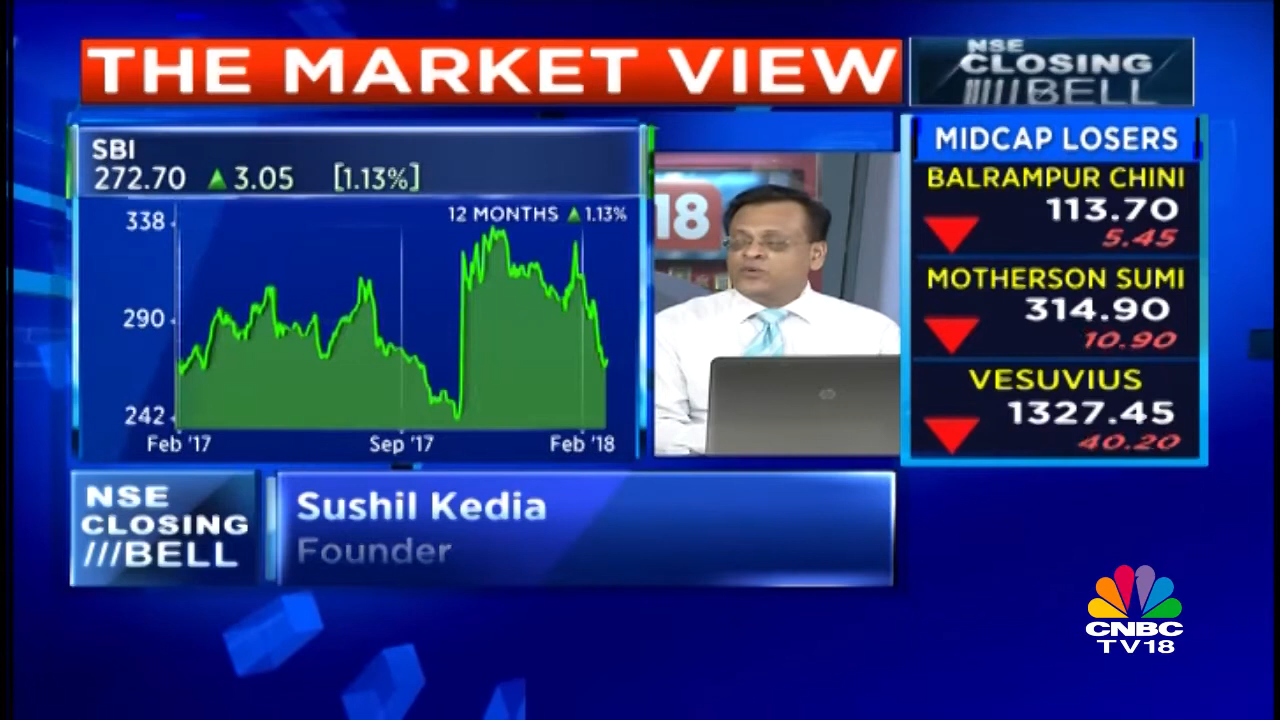 THE MARKET VIEW
NSE
CLOSING
////BELL
SBI
272.70 ▲ 3.05 [1.13%]
12 MONTHS ▲ 1.13%
338
290
242
Feb '17
Sep '17
Feb '18
18
MIDCAP LOSERS
BALRAMPUR CHINI
113.70
5.45
MOTHERSON SUMI
314.90
10.90
VESUVIUS
1327.45
40.20
NSE
CLOSING
///BELL
Sushil Kedia
Founder
hp
CNBC
TV18